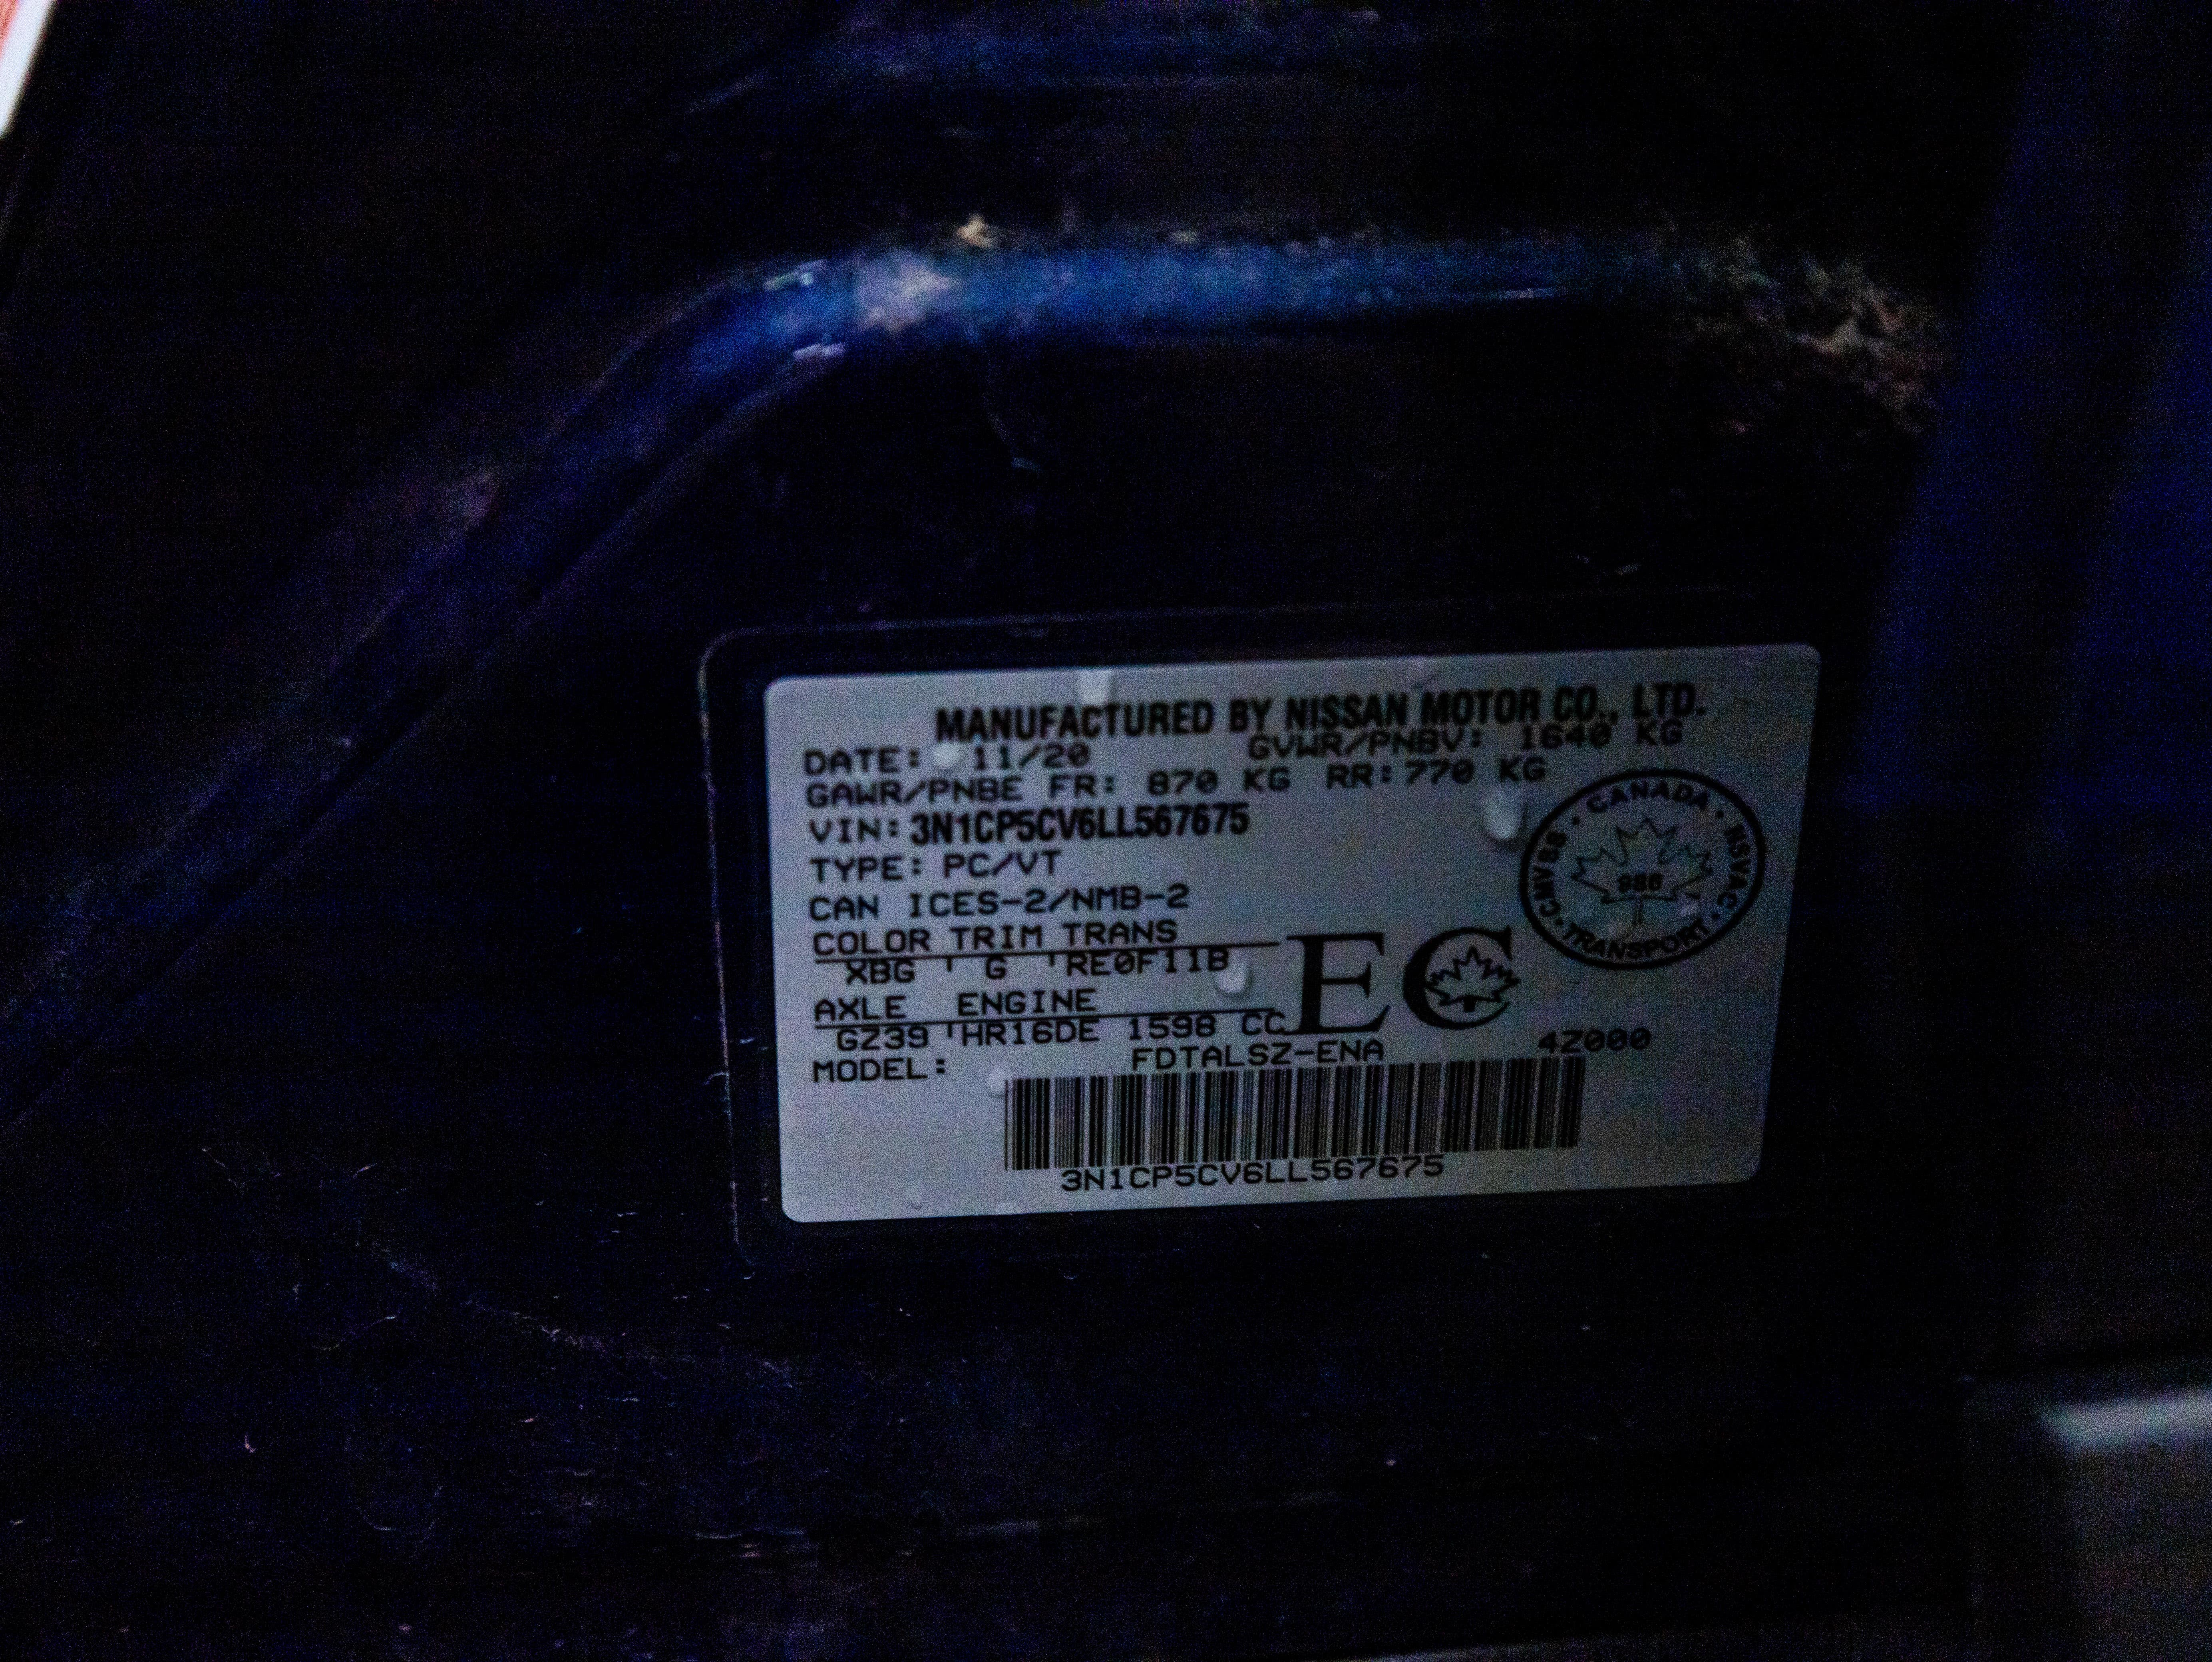 MANUFACTURED BY NISSAN MOTOR CO., LTD.
DATE: 11/20 GVWR/PNBV: 1640 KG
GAWR/PNBE FR: 870 KG RR: 770 KG
VIN: 3N1CP5CV6LL567675
TYPE: PC/VT
CAN ICES-2/NMB-2
CANADA · NSVAC · TRANSPORT · CMVSS ·
986
COLOR TRIM TRANS
XBG ' G 'RE0F11B
AXLE ENGINE
GZ39 'HR16DE 1598 CC
EC
MODEL: FDTALSZ-ENA 4Z000
3N1CP5CV6LL567675